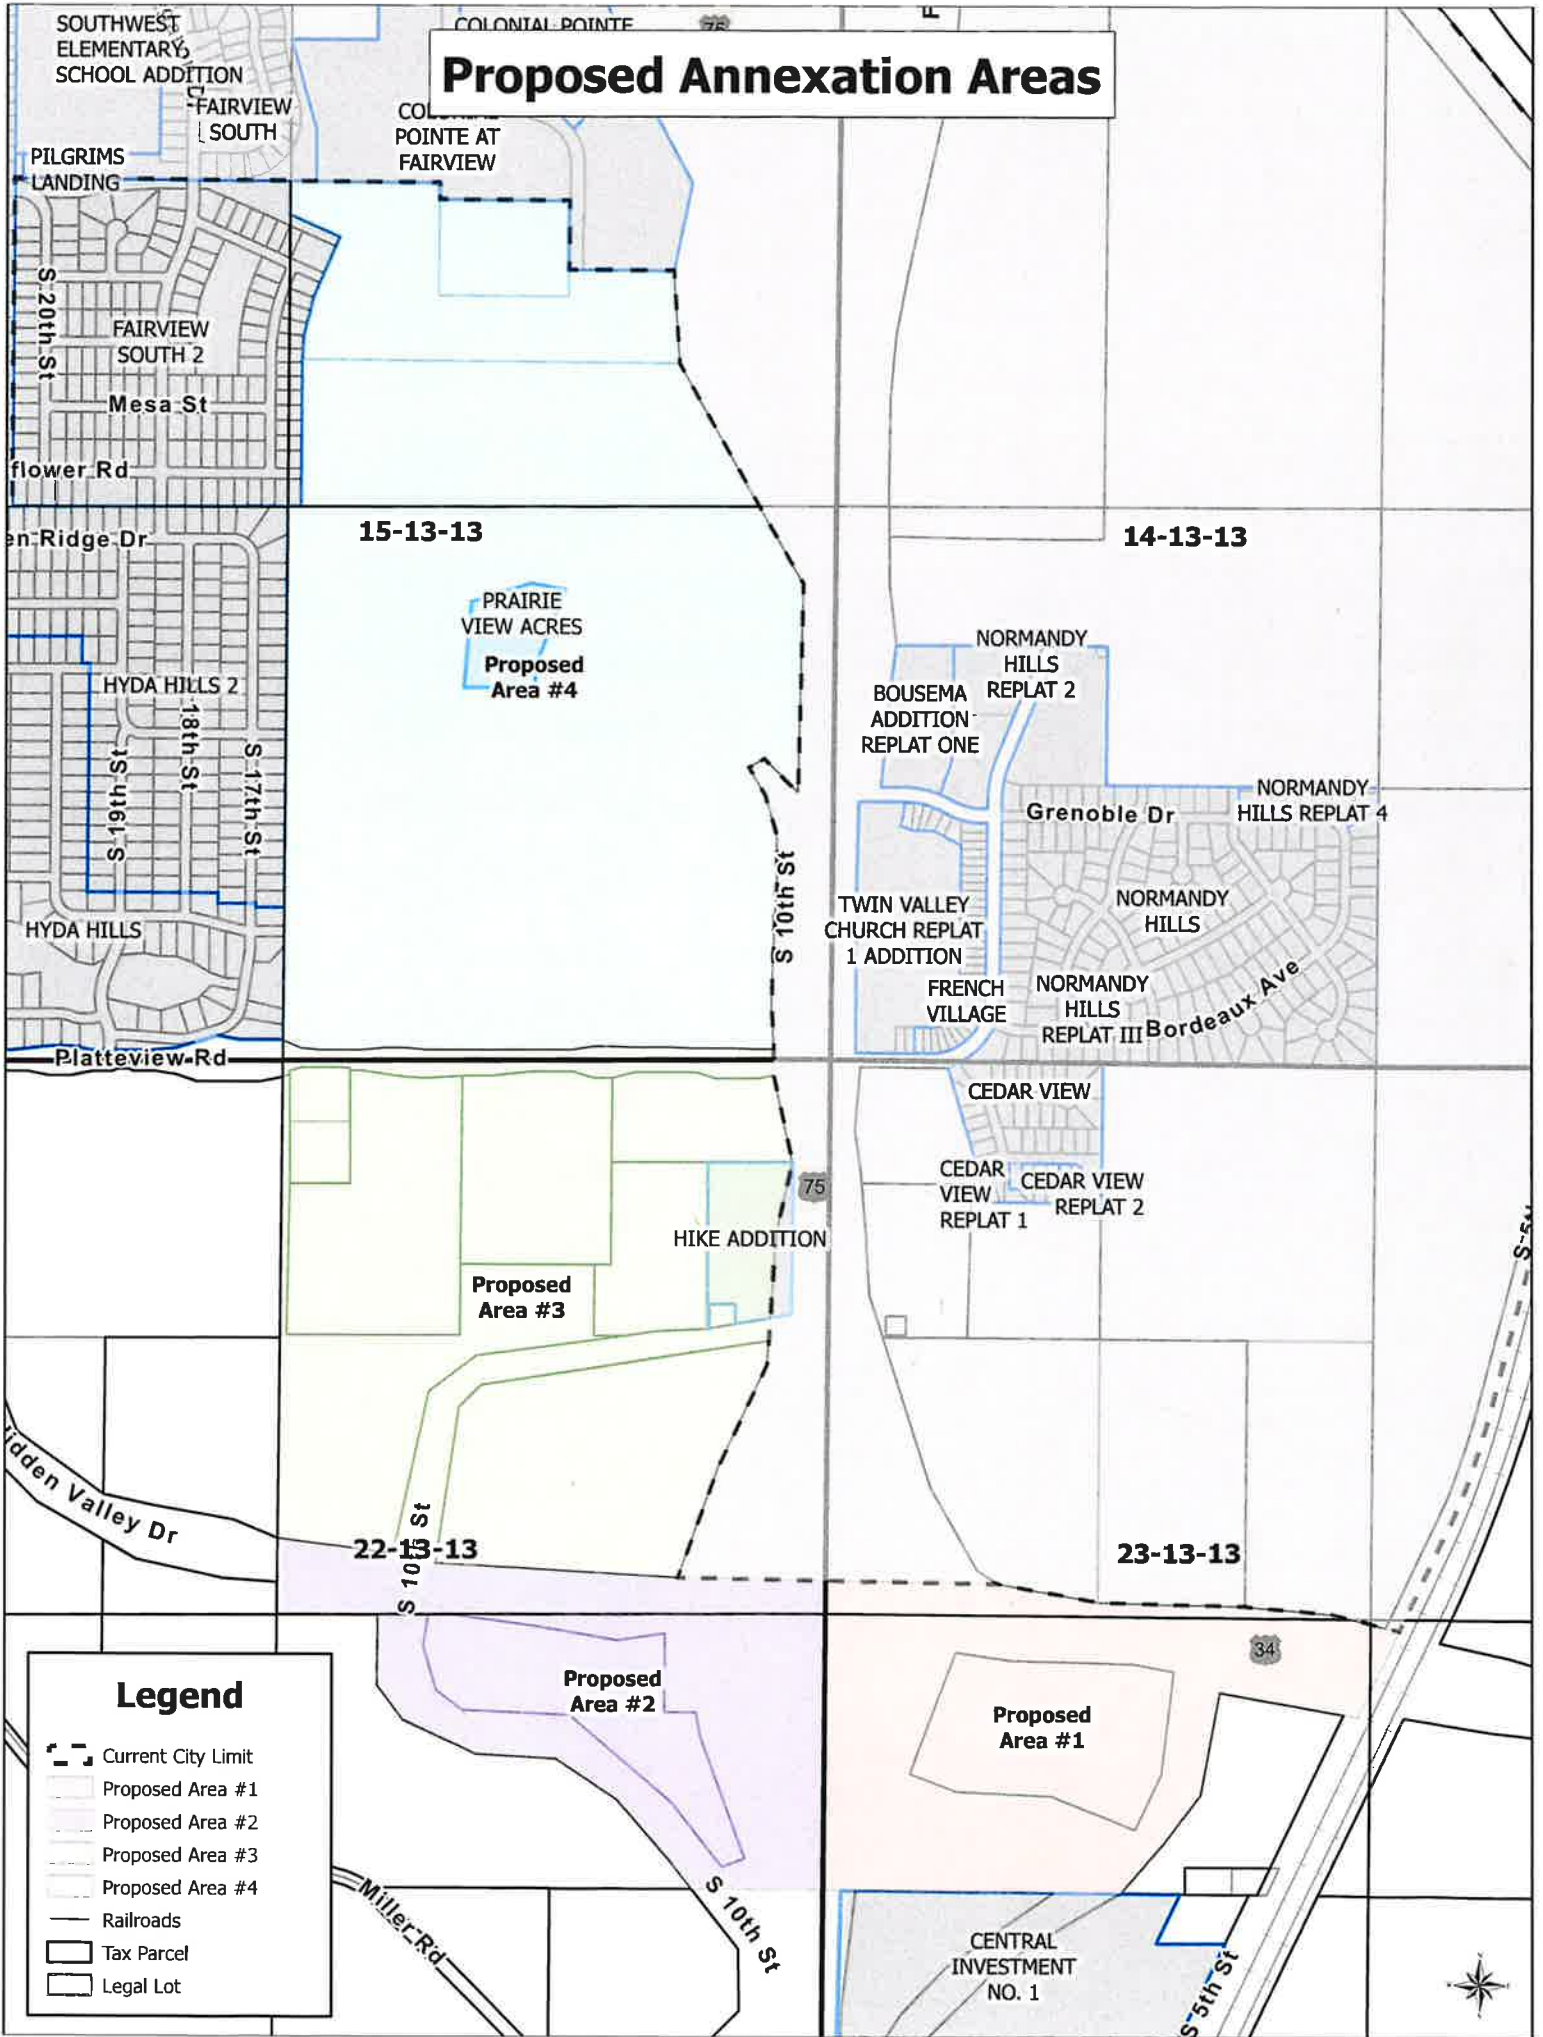 SOUTHWEST
ELEMENTARY
SCHOOL ADDITION
COLONIAL POINTE
75
Proposed Annexation Areas
FAIRVIEW
SOUTH
COLONIAL
POINTE AT
FAIRVIEW
PILGRIMS
LANDING
S 20th St
FAIRVIEW
SOUTH 2
Mesa St
flower Rd
en Ridge Dr
15-13-13
14-13-13
PRAIRIE
VIEW ACRES
Proposed
Area #4
NORMANDY
HILLS
REPLAT 2
BOUSEMA
ADDITION
REPLAT ONE
HYDA HILLS 2
18th St
S 19th St
S 17th St
Grenoble Dr
NORMANDY
HILLS REPLAT 4
S 10th St
TWIN VALLEY
CHURCH REPLAT
1 ADDITION
NORMANDY
HILLS
HYDA HILLS
FRENCH
VILLAGE
NORMANDY
HILLS
REPLAT III
Bordeaux Ave
Platteview Rd
CEDAR VIEW
75
CEDAR
VIEW
REPLAT 1
CEDAR VIEW
REPLAT 2
HIKE ADDITION
Proposed
Area #3
idden Valley Dr
22-13-13
S 10th St
23-13-13
34
Proposed
Area #2
Proposed
Area #1
Legend
Current City Limit
Proposed Area #1
Proposed Area #2
Proposed Area #3
Proposed Area #4
Railroads
Tax Parcel
Legal Lot
Miller Rd
S 10th St
CENTRAL
INVESTMENT
NO. 1
S 5th St